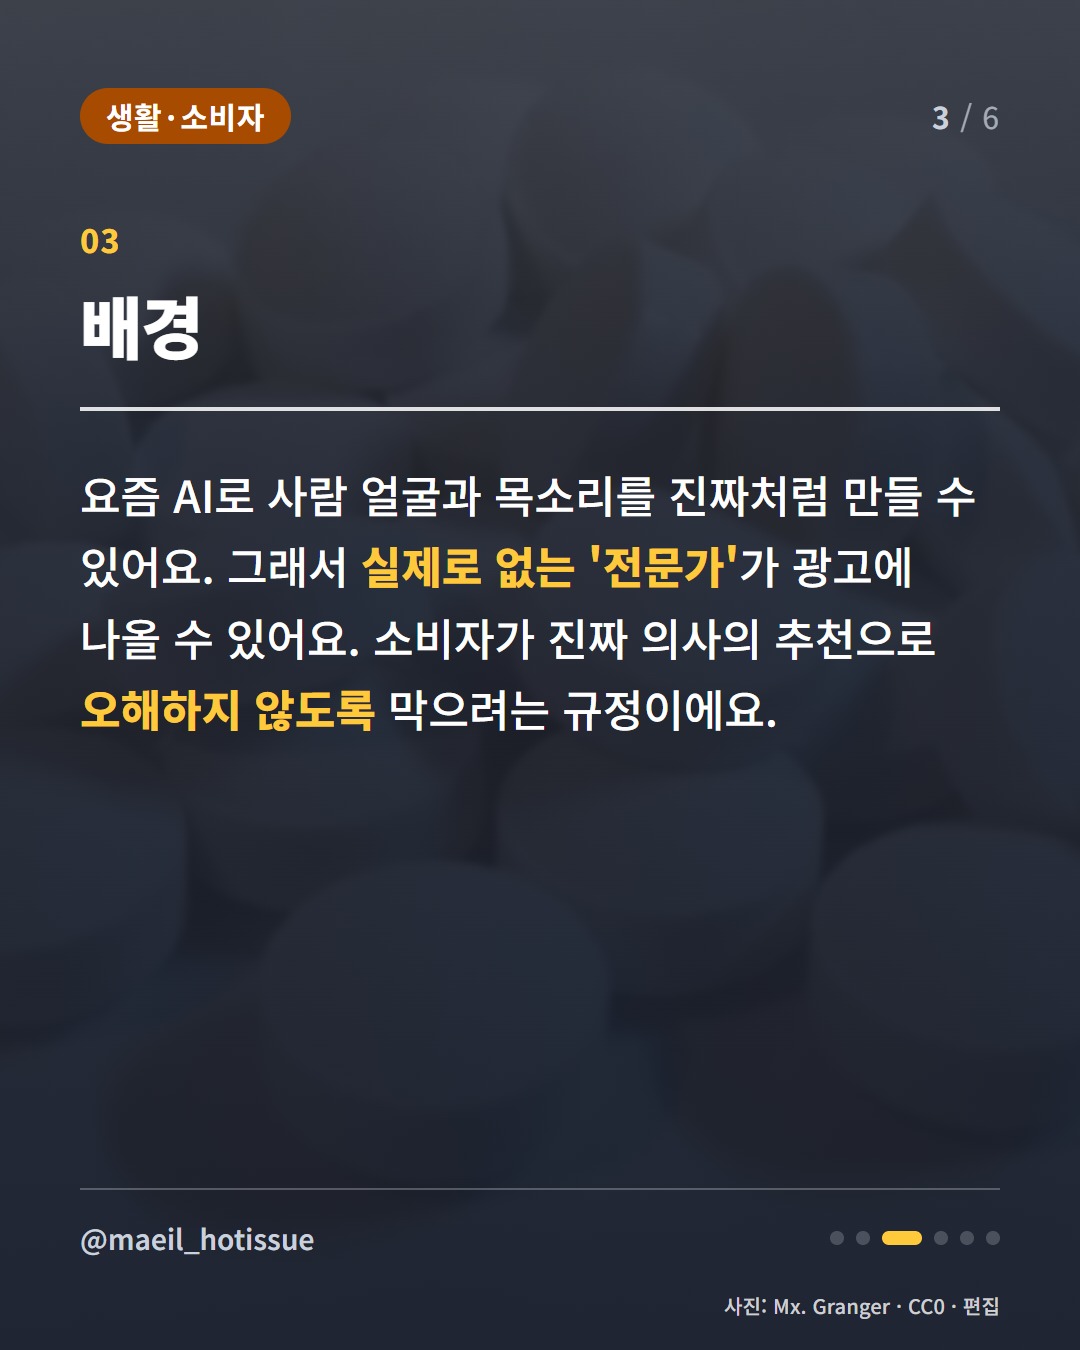 생활·소비자
3 / 6
03
배경
요즘 AI로 사람 얼굴과 목소리를 진짜처럼 만들 수
있어요. 그래서 실제로 없는 '전문가'가 광고에
나올 수 있어요. 소비자가 진짜 의사의 추천으로
오해하지 않도록 막으려는 규정이에요.
@maeil_hotissue
사진: Mx. Granger · CC0 · 편집